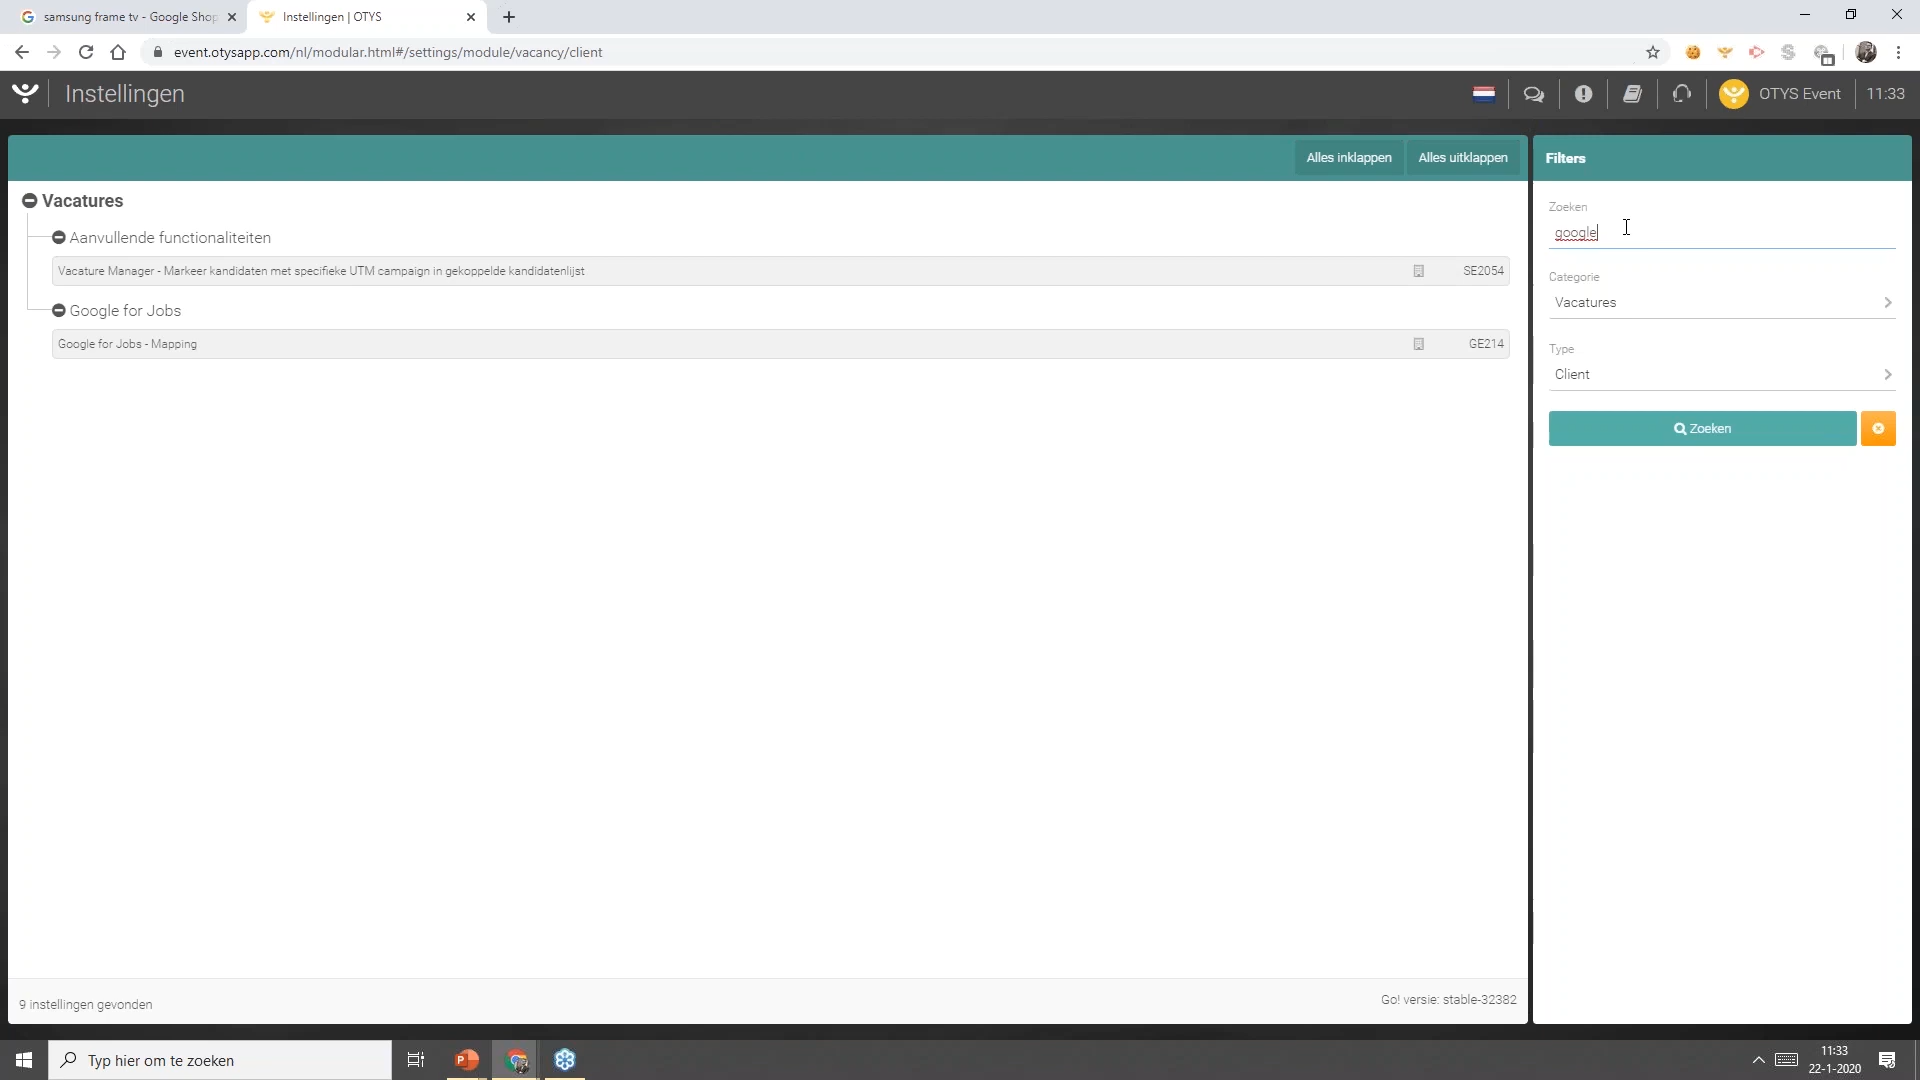 samsung frame tv - Google Shop
Instellingen | OTYS
event.otysapp.com/nl/modular.html#/settings/module/vacancy/client
Instellingen
OTYS Event
11:33
Alles inklappen
Alles uitklappen
Filters
Vacatures
Aanvullende functionaliteiten
Vacature Manager - Markeer kandidaten met specifieke UTM campaign in gekoppelde kandidatenlijst
SE2054
Google for Jobs
Google for Jobs - Mapping
GE214
Zoeken
google
Categorie
Vacatures
Type
Client
Zoeken
9 instellingen gevonden
Go! versie: stable-32382
Typ hier om te zoeken
11:33
22-1-2020